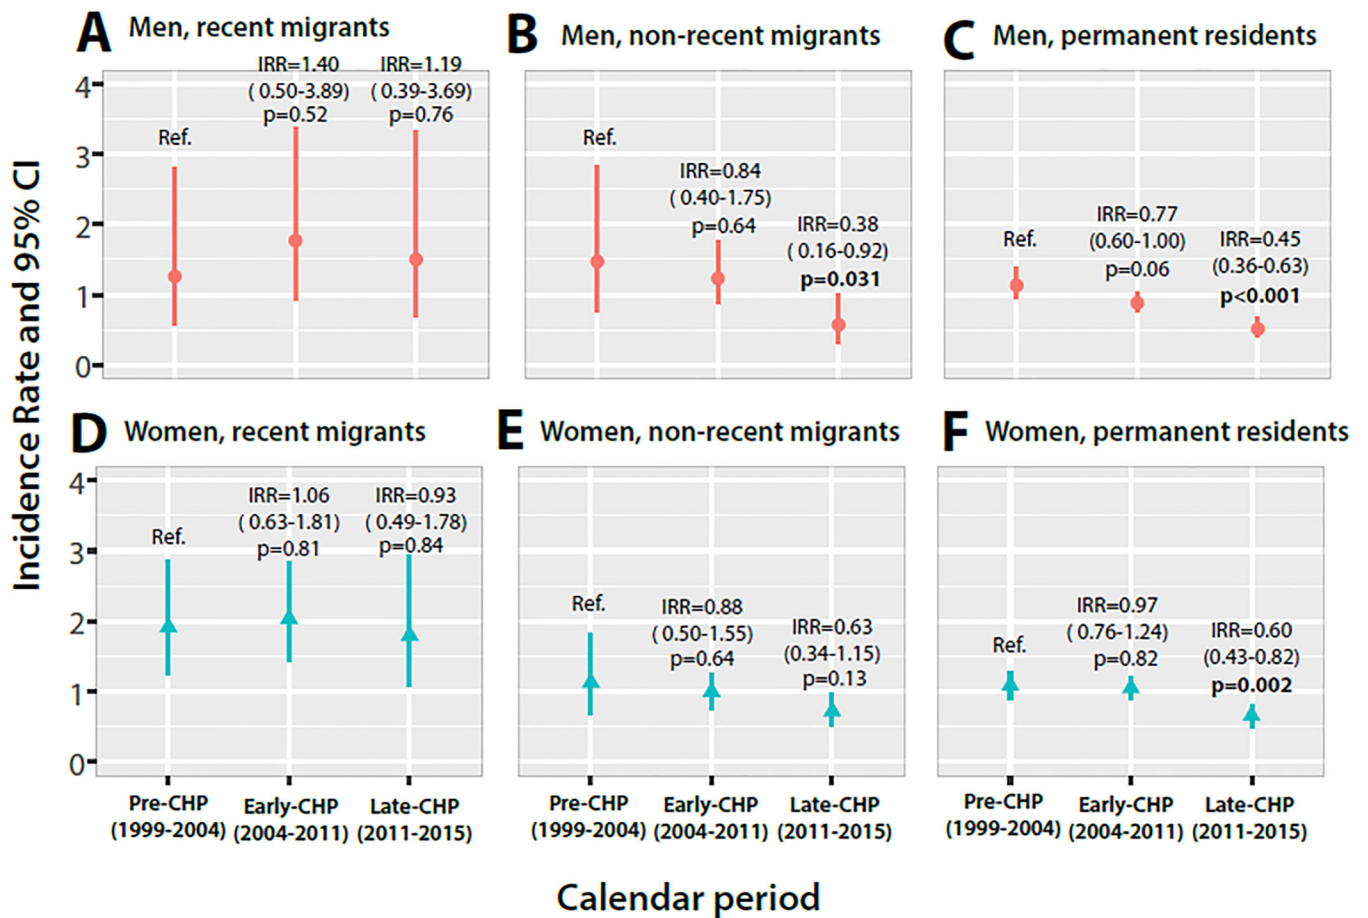 A Men, recent migrants
B Men, non-recent migrants
C Men, permanent residents
Incidence Rate and 95% CI
4
3
2
1
0
Ref.
IRR=1.40
( 0.50-3.89)
p=0.52
IRR=1.19
( 0.39-3.69)
p=0.76
Ref.
IRR=0.84
( 0.40-1.75)
p=0.64
IRR=0.38
( 0.16-0.92)
p=0.031
Ref.
IRR=0.77
(0.60-1.00)
p=0.06
IRR=0.45
(0.36-0.63)
p<0.001
D Women, recent migrants
E Women, non-recent migrants
F Women, permanent residents
4
3
2
1
0
Ref.
IRR=1.06
( 0.63-1.81)
p=0.81
IRR=0.93
( 0.49-1.78)
p=0.84
Ref.
IRR=0.88
( 0.50-1.55)
p=0.64
IRR=0.63
(0.34-1.15)
p=0.13
Ref.
IRR=0.97
( 0.76-1.24)
p=0.82
IRR=0.60
(0.43-0.82)
p=0.002
Pre-CHP
(1999-2004)
Early-CHP
(2004-2011)
Late-CHP
(2011-2015)
Pre-CHP
(1999-2004)
Early-CHP
(2004-2011)
Late-CHP
(2011-2015)
Pre-CHP
(1999-2004)
Early-CHP
(2004-2011)
Late-CHP
(2011-2015)
Calendar period